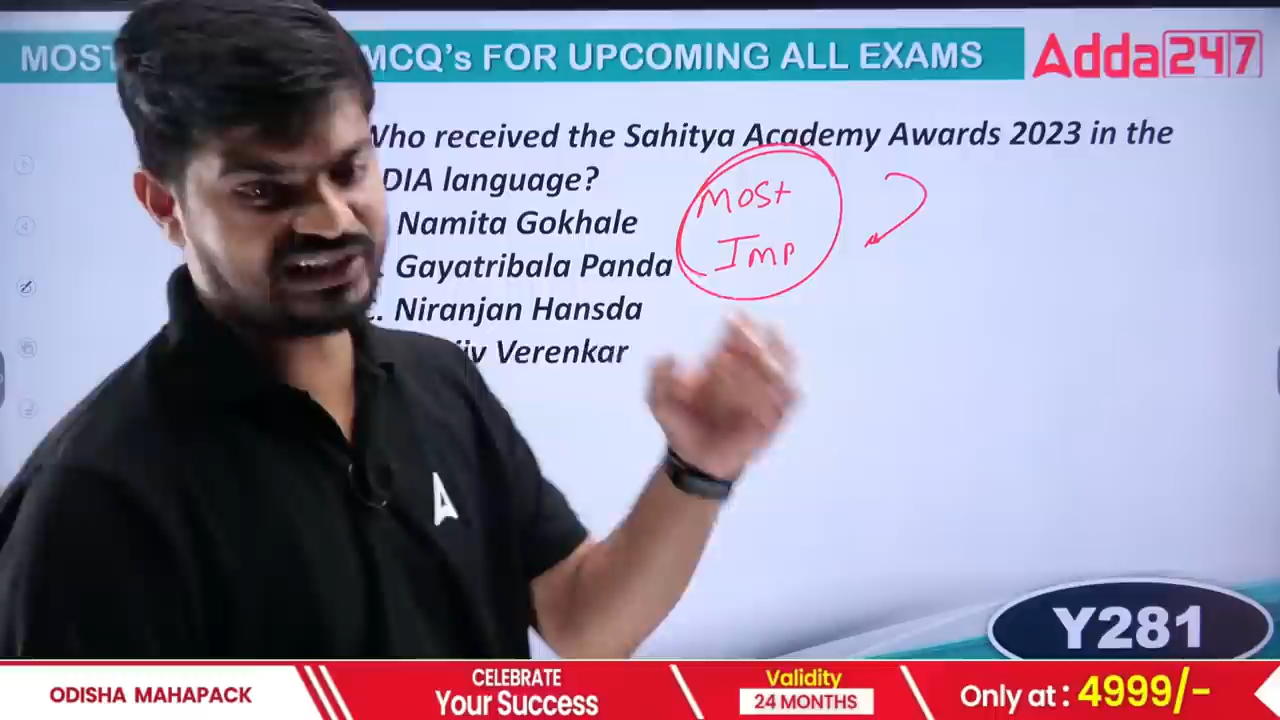 MOST MCQ's FOR UPCOMING ALL EXAMS
Adda247
Who received the Sahitya Academy Awards 2023 in the
DIA language?
Namita Gokhale
Gayatribala Panda
c. Niranjan Hansda
Verenkar
Most
Imp
A
Y281
ODISHA MAHAPACK
CELEBRATE
Your Success
Validity
24 MONTHS
Only at : 4999/-